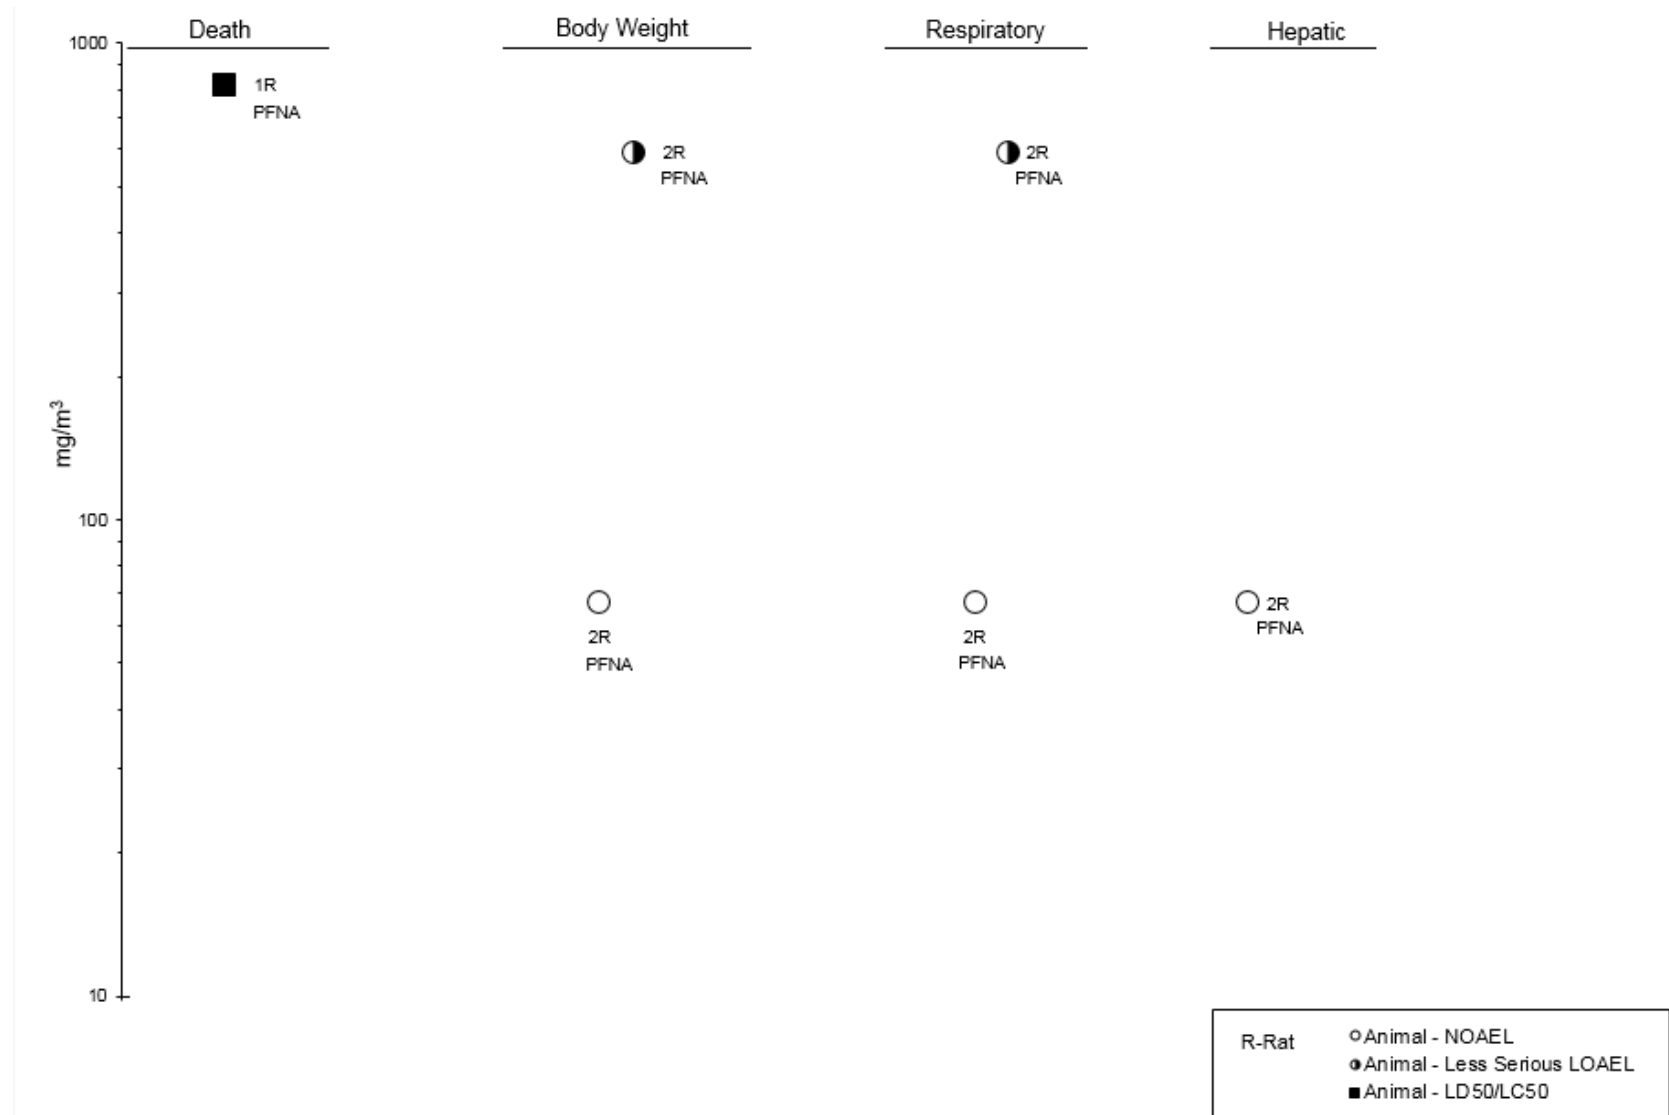 Death
Body Weight
Respiratory
Hepatic
1000
1R
PFNA
2R
PFNA
2R
PFNA
mg/m³
100
2R
PFNA
2R
PFNA
2R
PFNA
10
R-Rat
Animal - NOAEL
Animal - Less Serious LOAEL
Animal - LD50/LC50